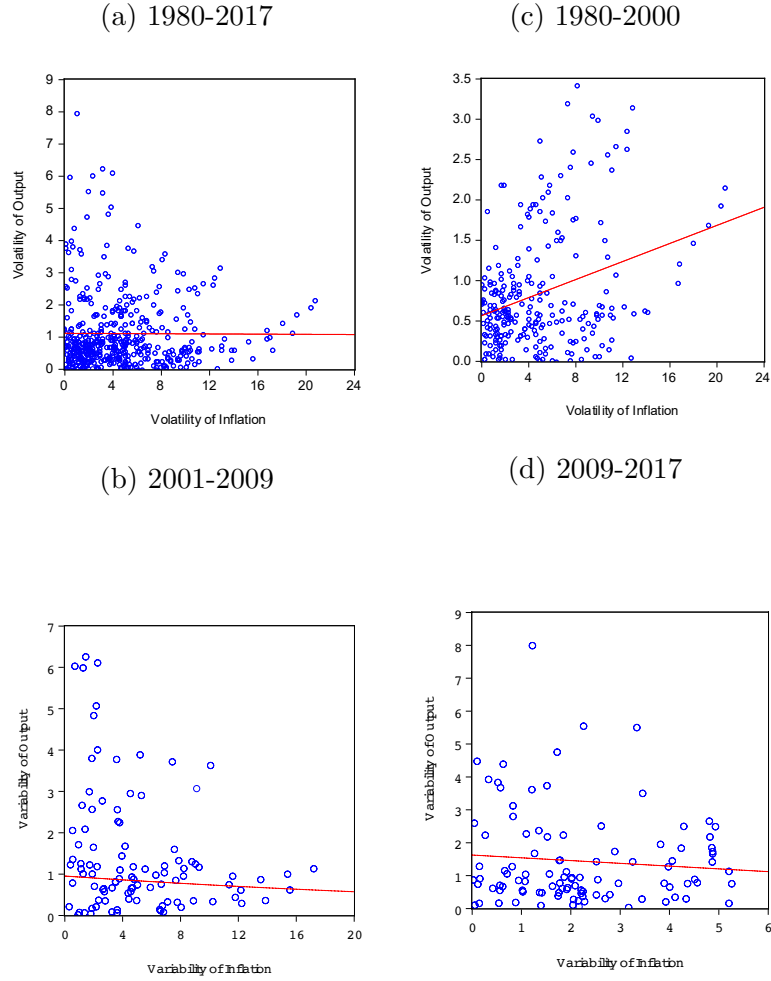 (a) 1980-2017
9
8
7
6
5
4
3
2
1
0
0 4 8 12 16 20 24
Volatility of Output
Volatility of Inflation
(c) 1980-2000
3.5
3.0
2.5
2.0
1.5
1.0
0.5
0.0
0 4 8 12 16 20 24
Volatility of Output
Volatility of Inflation
(b) 2001-2009
7
6
5
4
3
2
1
0
0 4 8 12 16 20
Variability of Output
Variability of Inflation
(d) 2009-2017
9
8
7
6
5
4
3
2
1
0
0 1 2 3 4 5 6
Variability of Output
Variability of Inflation